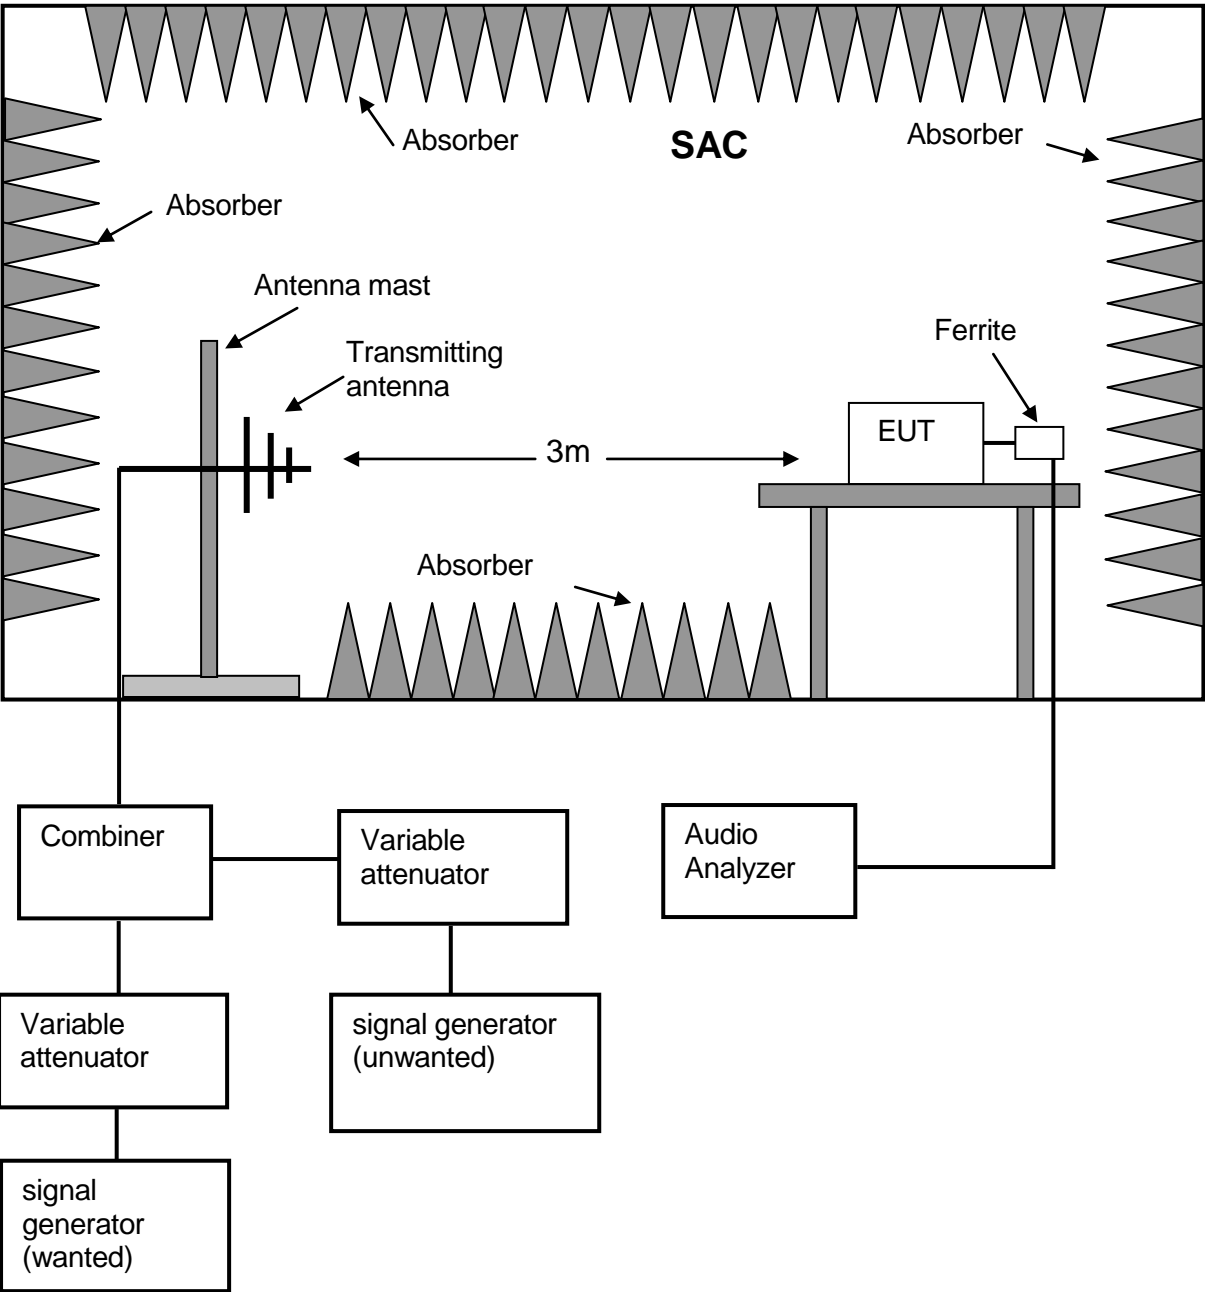 Absorber
SAC
Absorber
Absorber
Antenna mast
Ferrite
Transmitting
antenna
EUT
3m
Absorber
Combiner
Variable
attenuator
Audio
Analyzer
Variable
attenuator
signal generator
(unwanted)
signal
generator
(wanted)